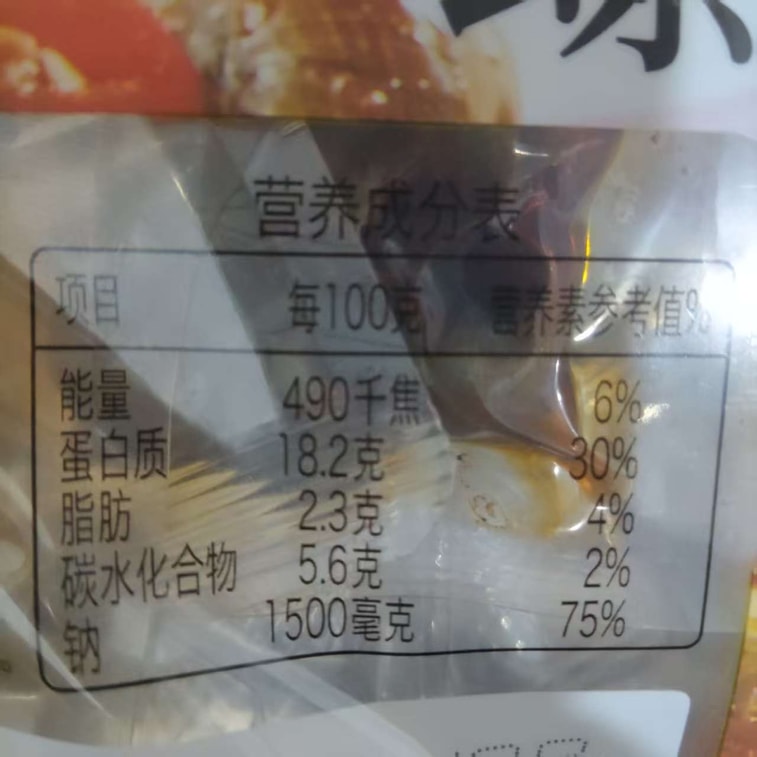 营养成分表
项目 每100克 营养素参考值%
能量 490千焦 6%
蛋白质 18.2克 30%
脂肪 2.3克 4%
碳水化合物 5.6克 2%
钠 1500毫克 75%